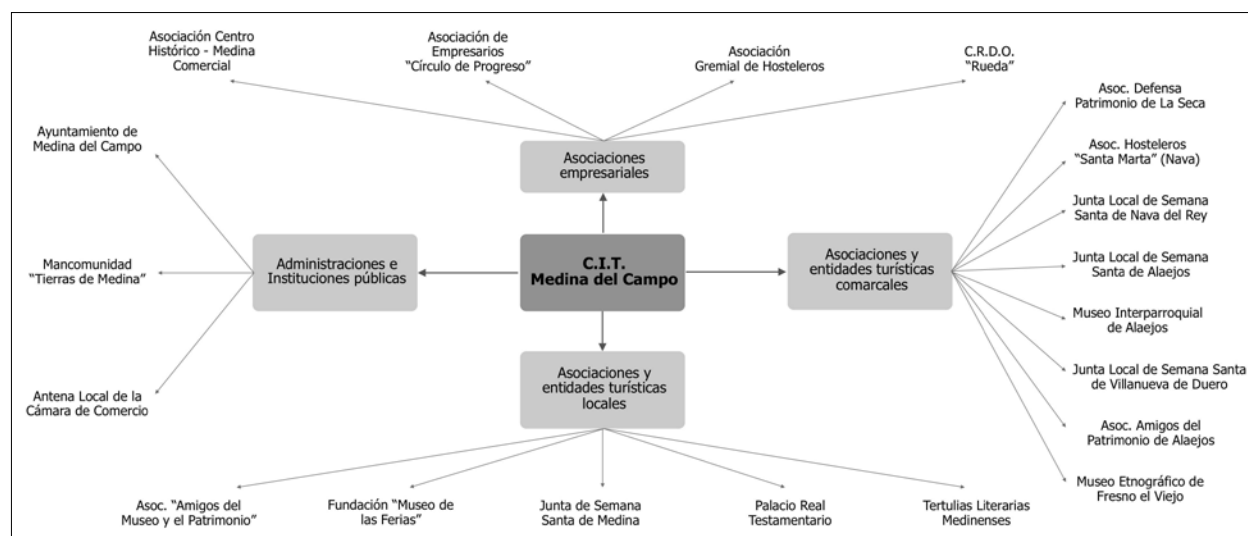 Asociación Centro
Histórico - Medina
Comercial
Asociación de
Empresarios
“Círculo de Progreso”
Asociación
Gremial de Hosteleros
C.R.D.O.
“Rueda”
Asociaciones
empresariales
Ayuntamiento de
Medina del Campo
Mancomunidad
“Tierras de Medina”
Antena Local de la
Cámara de Comercio
Administraciones e
Instituciones públicas
C.I.T.
Medina del Campo
Asociaciones y
entidades turísticas
comarcales
Asoc. Defensa
Patrimonio de La Seca
Asoc. Hosteleros
“Santa Marta” (Nava)
Junta Local de Semana
Santa de Nava del Rey
Junta Local de Semana
Santa de Alaejos
Museo Interparroquial
de Alaejos
Junta Local de Semana Santa
de Villanueva de Duero
Asoc. Amigos del
Patrimonio de Alaejos
Museo Etnográfico de
Fresno el Viejo
Asociaciones y
entidades turísticas
locales
Asoc. “Amigos del
Museo y el Patrimonio”
Fundación “Museo de
las Ferias”
Junta de Semana
Santa de Medina
Palacio Real
Testamentario
Tertulias Literarias
Medinenses